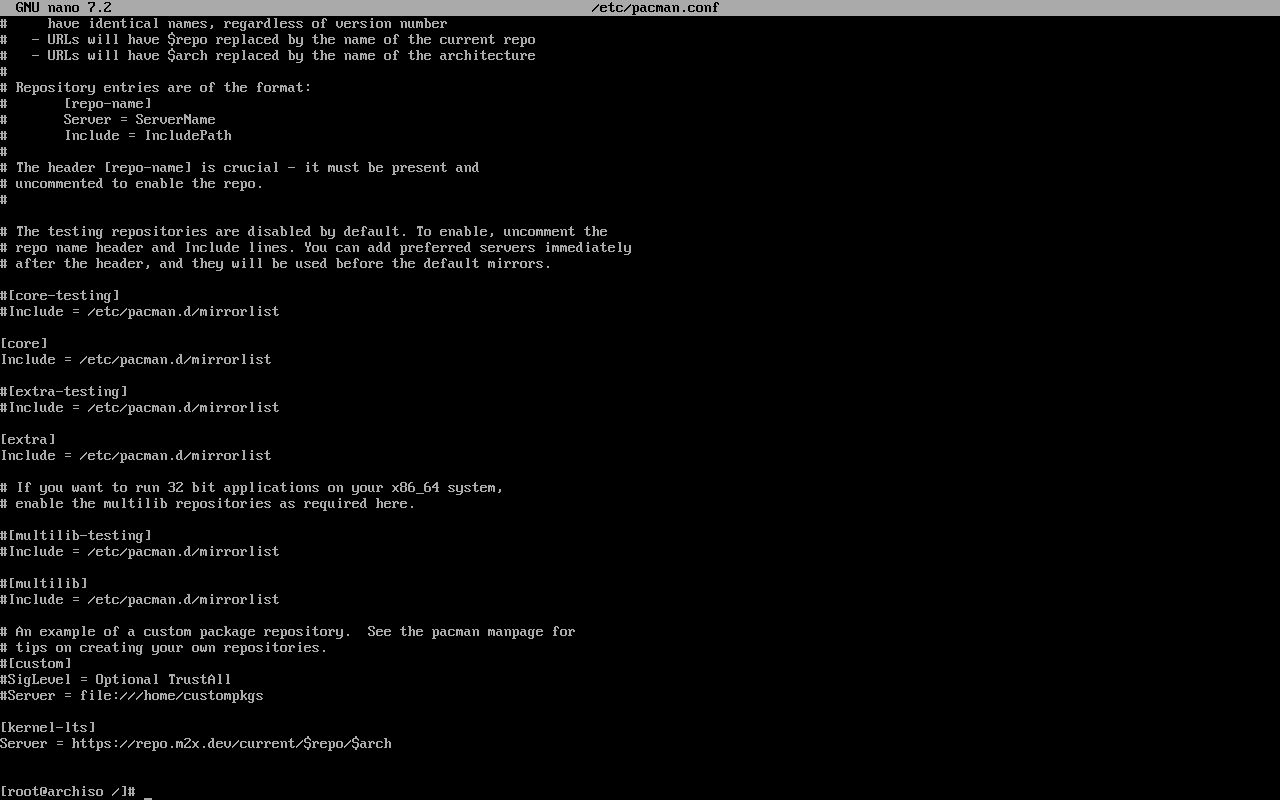 GNU nano 7.2 /etc/pacman.conf
#     have identical names, regardless of version number
#   - URLs will have $repo replaced by the name of the current repo
#   - URLs will have $arch replaced by the name of the architecture
#
# Repository entries are of the format:
#       [repo-name]
#       Server = ServerName
#       Include = IncludePath
#
# The header [repo-name] is crucial - it must be present and
# uncommented to enable the repo.
#

# The testing repositories are disabled by default. To enable, uncomment the
# repo name header and Include lines. You can add preferred servers immediately
# after the header, and they will be used before the default mirrors.

#[core-testing]
#Include = /etc/pacman.d/mirrorlist

[core]
Include = /etc/pacman.d/mirrorlist

#[extra-testing]
#Include = /etc/pacman.d/mirrorlist

[extra]
Include = /etc/pacman.d/mirrorlist

# If you want to run 32 bit applications on your x86_64 system,
# enable the multilib repositories as required here.

#[multilib-testing]
#Include = /etc/pacman.d/mirrorlist

#[multilib]
#Include = /etc/pacman.d/mirrorlist

# An example of a custom package repository.  See the pacman manpage for
# tips on creating your own repositories.
#[custom]
#SigLevel = Optional TrustAll
#Server = file:///home/custompkgs

[kernel-lts]
Server = https://repo.m2x.dev/current/$repo/$arch

[root@archiso /]# _